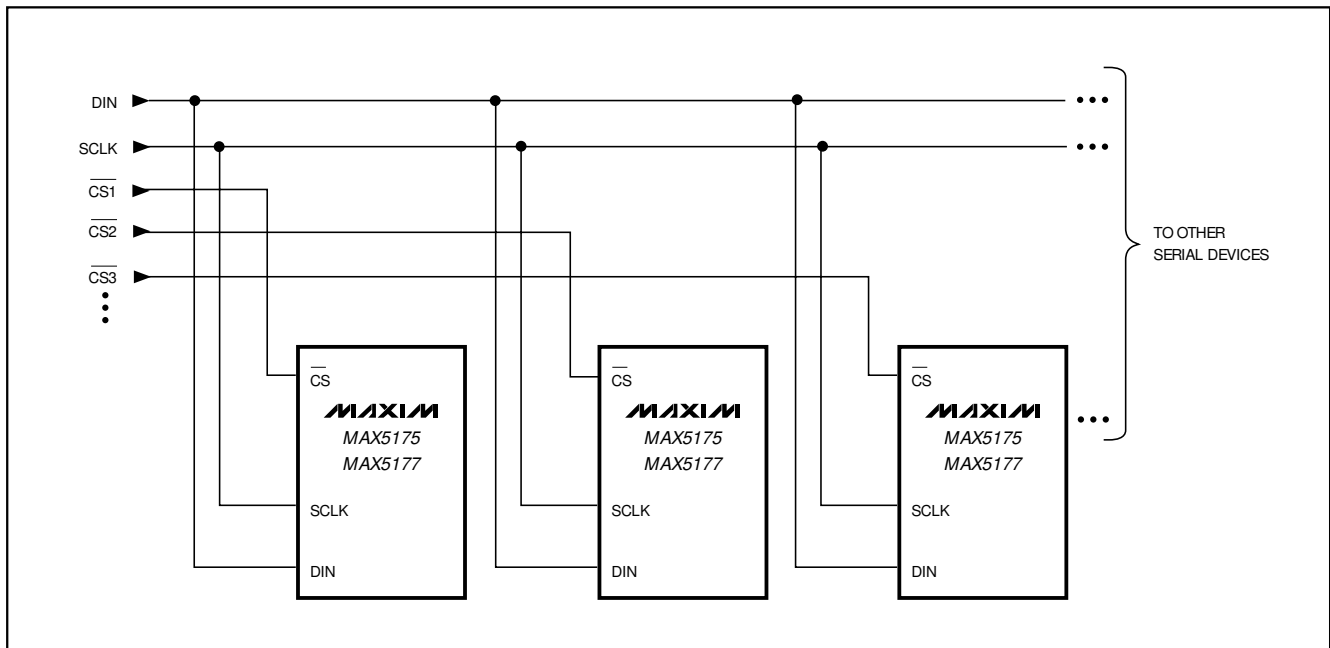 DIN
SCLK
CS1
CS2
CS3
TO OTHER
SERIAL DEVICES
CS
MAXIM
MAX5175
MAX5177
SCLK
DIN
CS
MAXIM
MAX5175
MAX5177
SCLK
DIN
CS
MAXIM
MAX5175
MAX5177
SCLK
DIN